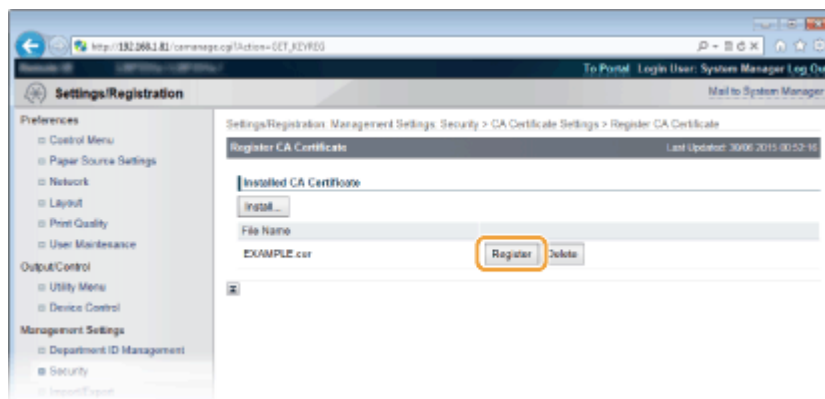 http://192.168.1.81/camanage.cgi?Action=GET_KEYREG
To Portal Login User: System Manager Log Ou
Settings/Registration
Mail to System Manager
Preferences
Control Menu
Paper Source Settings
Network
Layout
Print Quality
User Maintenance
Output/Control
Utility Menu
Device Control
Management Settings
Department ID Management
Security
Import/Export
Settings/Registration: Management Settings: Security > CA Certificate Settings > Register CA Certificate
Register CA Certificate
Last Updated: 30/06 2015 00:52:16
Installed CA Certificate
Install...
File Name
EXAMPLE.cer
Register
Delete